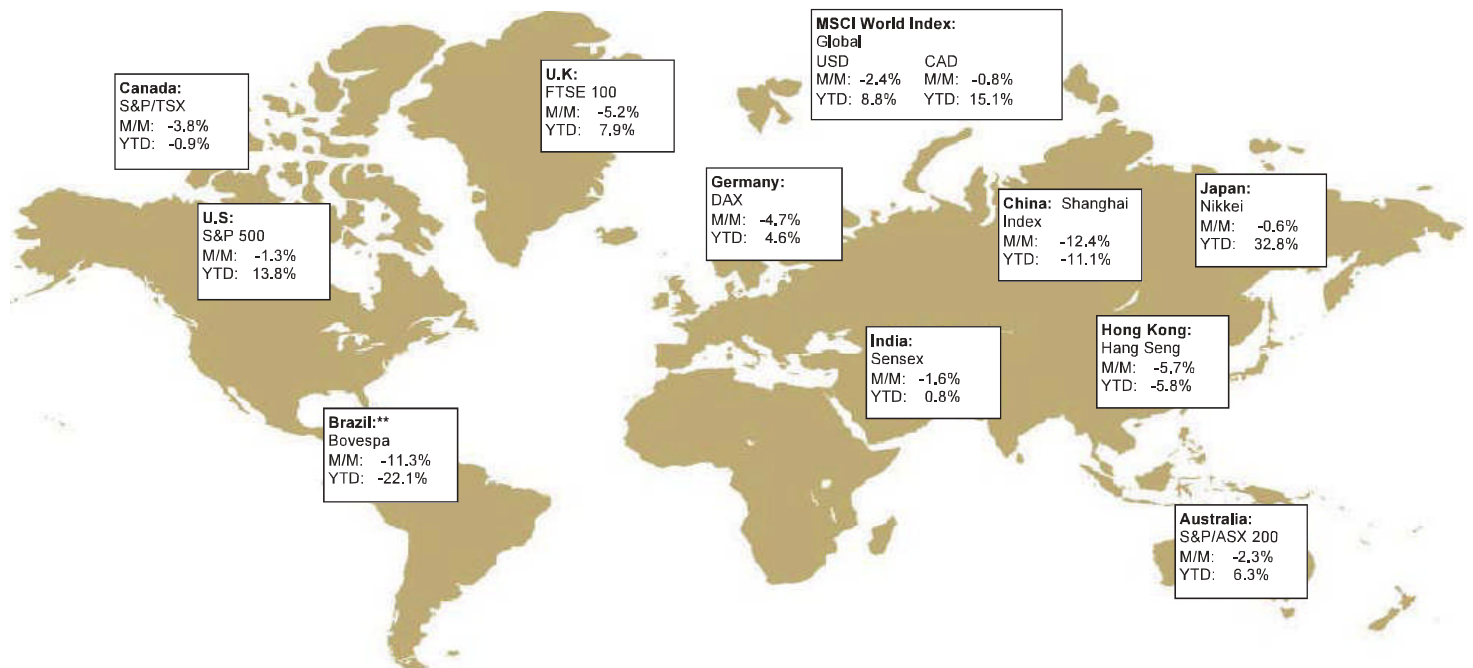 MSCI World Index:
Global
USD CAD
M/M: -2.4% M/M: -0.8%
YTD: 8.8% YTD: 15.1%
Canada:
S&P/TSX
M/M: -3.8%
YTD: -0.9%
U.K:
FTSE 100
M/M: -5.2%
YTD: 7.9%
Germany:
DAX
M/M: -4.7%
YTD: 4.6%
China: Shanghai
Index
M/M: -12.4%
YTD: -11.1%
Japan:
Nikkei
M/M: -0.6%
YTD: 32.8%
U.S:
S&P 500
M/M: -1.3%
YTD: 13.8%
India:
Sensex
M/M: -1.6%
YTD: 0.8%
Hong Kong:
Hang Seng
M/M: -5.7%
YTD: -5.8%
Brazil:**
Bovespa
M/M: -11.3%
YTD: -22.1%
Australia:
S&P/ASX 200
M/M: -2.3%
YTD: 6.3%